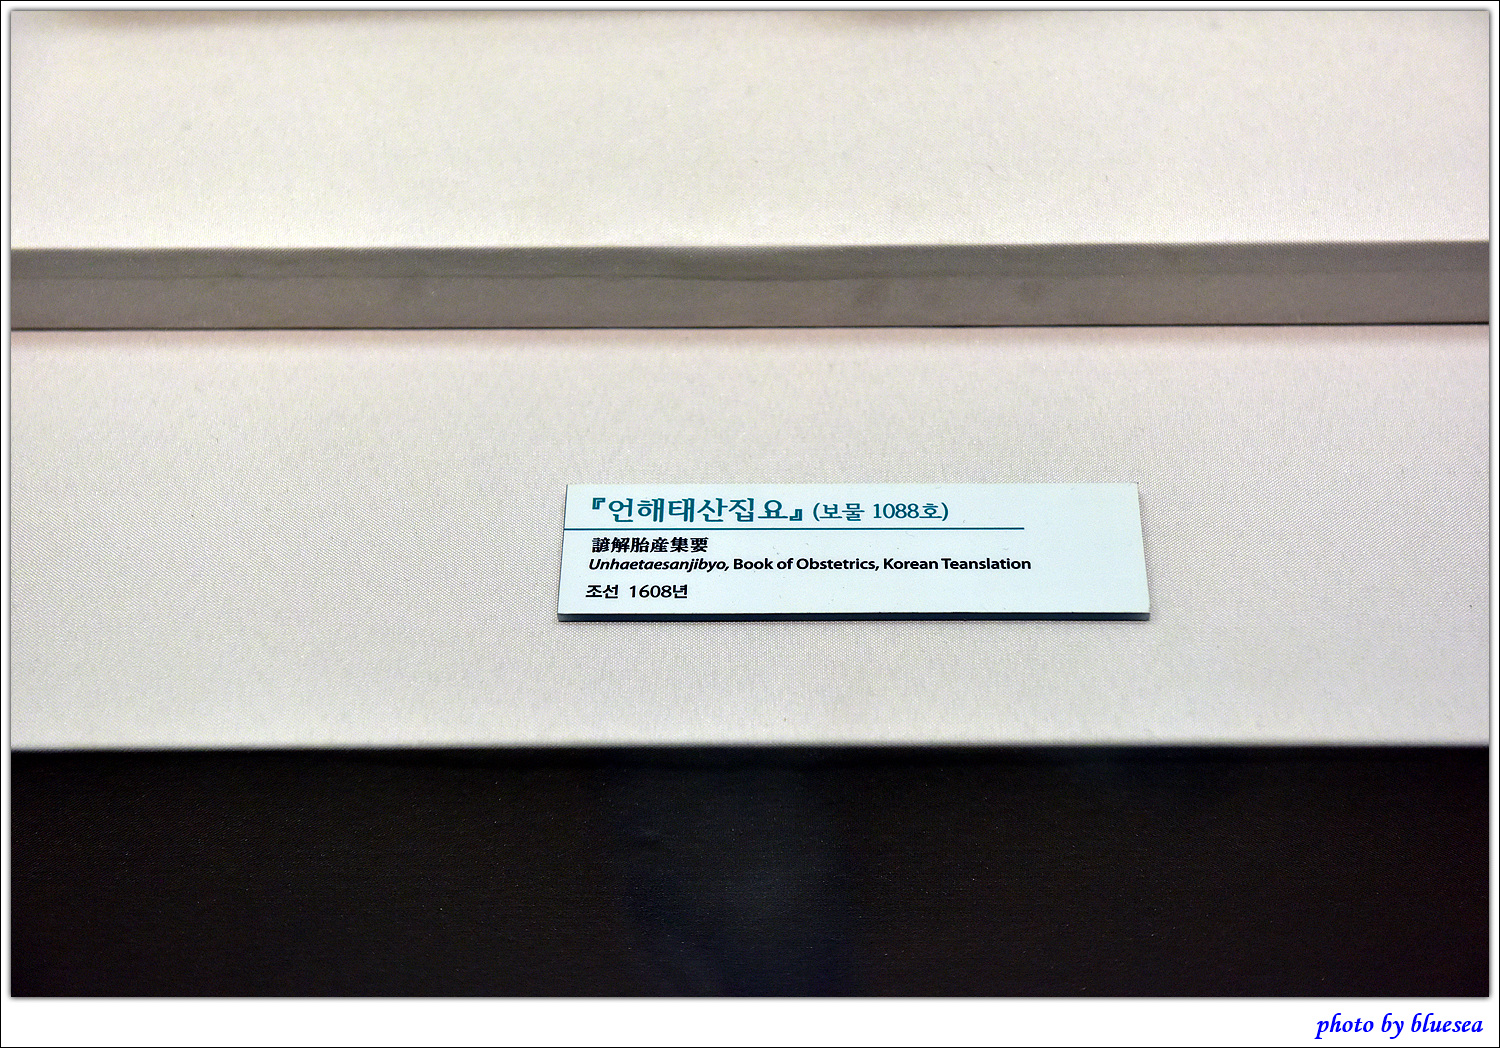 『언해태산집요』 (보물 1088호)
諺解胎産集要
Unhaetaesanjibyo, Book of Obstetrics, Korean Teanslation
조선 1608년
photo by bluesea